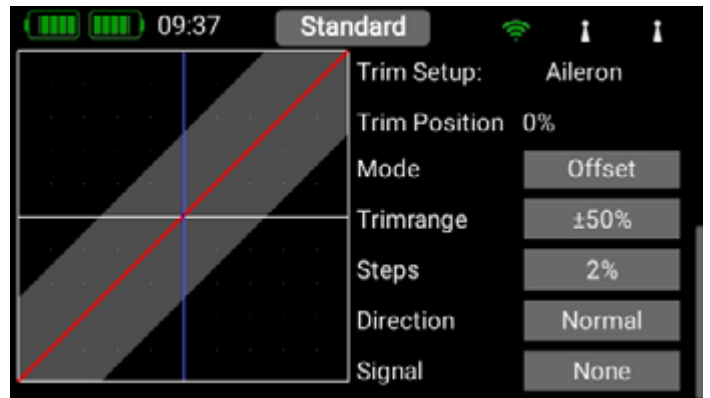 09:37 Standard
Trim Setup: Aileron
Trim Position 0%
Mode Offset
Trimrange ±50%
Steps 2%
Direction Normal
Signal None